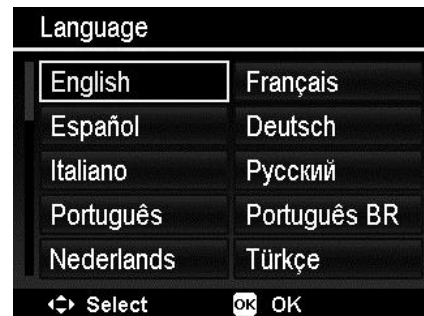 Language
English Français
Español Deutsch
Italiano Русский
Português Português BR
Nederlands Türkçe
Select OK OK